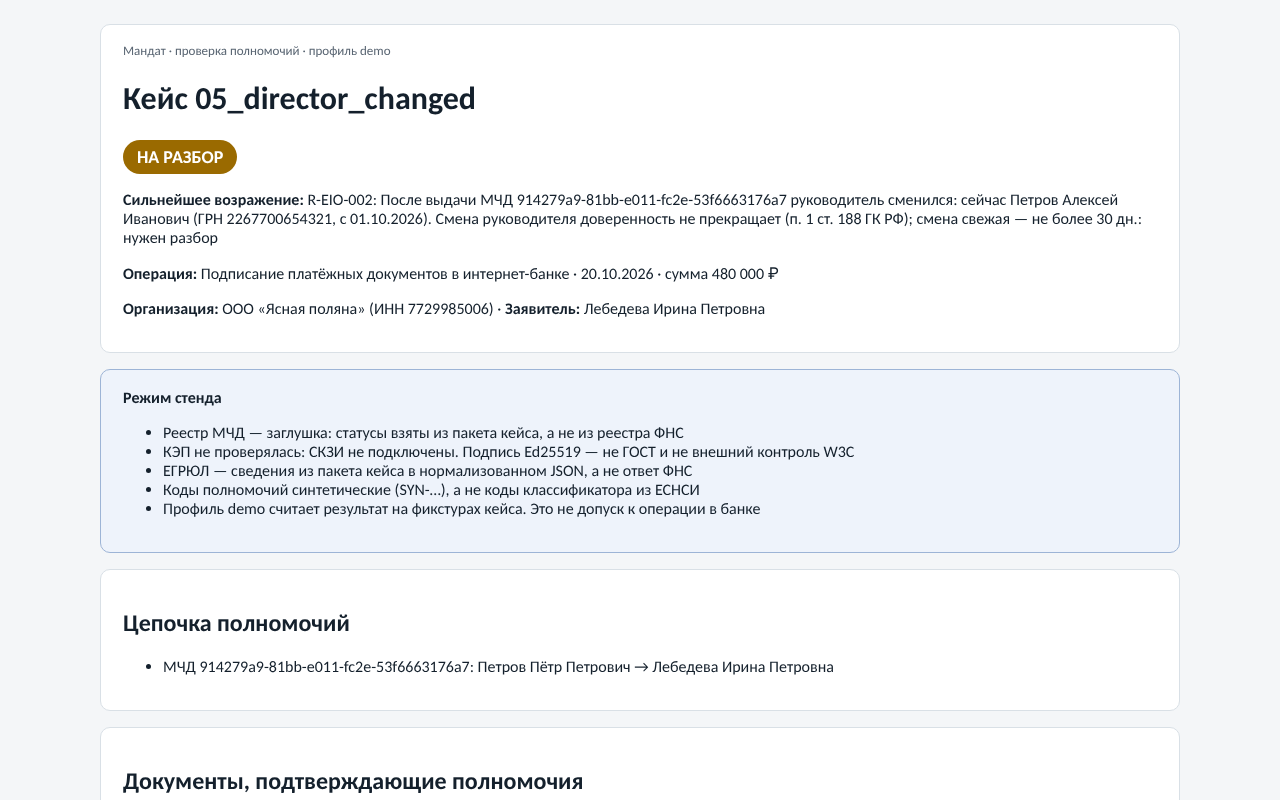 Мандат · проверка полномочий · профиль demo
Кейс 05_director_changed
НА РАЗБОР
Сильнейшее возражение: R-EIO-002: После выдачи МЧД 914279a9-81bb-e011-fc2e-53f6663176a7 руководитель сменился: сейчас Петров Алексей
Иванович (ГРН 2267700654321, с 01.10.2026). Смена руководителя доверенность не прекращает (п. 1 ст. 188 ГК РФ); смена свежая — не более 30 дн.:
нужен разбор
Операция: Подписание платёжных документов в интернет-банке · 20.10.2026 · сумма 480 000 ₽
Организация: ООО «Ясная поляна» (ИНН 7729985006) · Заявитель: Лебедева Ирина Петровна
Режим стенда
• Реестр МЧД — заглушка: статусы взяты из пакета кейса, а не из реестра ФНС
• КЭП не проверялась: СКЗИ не подключены. Подпись Ed25519 — не ГОСТ и не внешний контроль W3C
• ЕГРЮЛ — сведения из пакета кейса в нормализованном JSON, а не ответ ФНС
• Коды полномочий синтетические (SYN-…), а не коды классификатора из ЕСНСИ
• Профиль demo считает результат на фикстурах кейса. Это не допуск к операции в банке
Цепочка полномочий
• МЧД 914279a9-81bb-e011-fc2e-53f6663176a7: Петров Пётр Петрович → Лебедева Ирина Петровна
Документы, подтверждающие полномочия